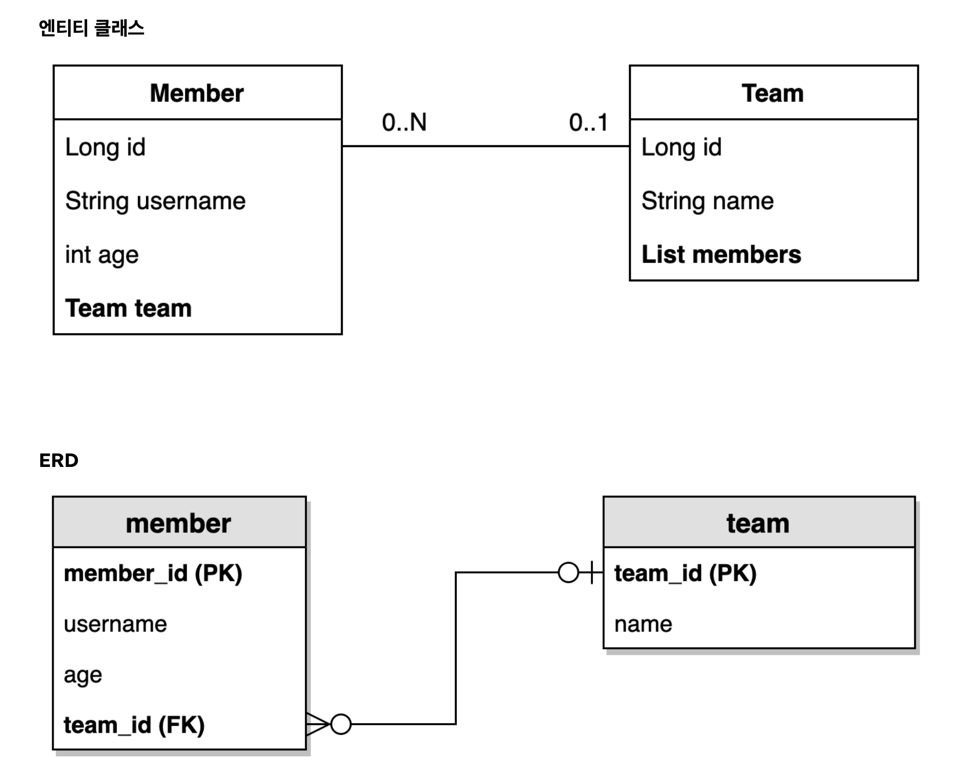 엔티티 클래스
Member
Long id
String username
int age
Team team
0..N
0..1
Team
Long id
String name
List members
ERD
member
member_id (PK)
username
age
team_id (FK)
team
team_id (PK)
name